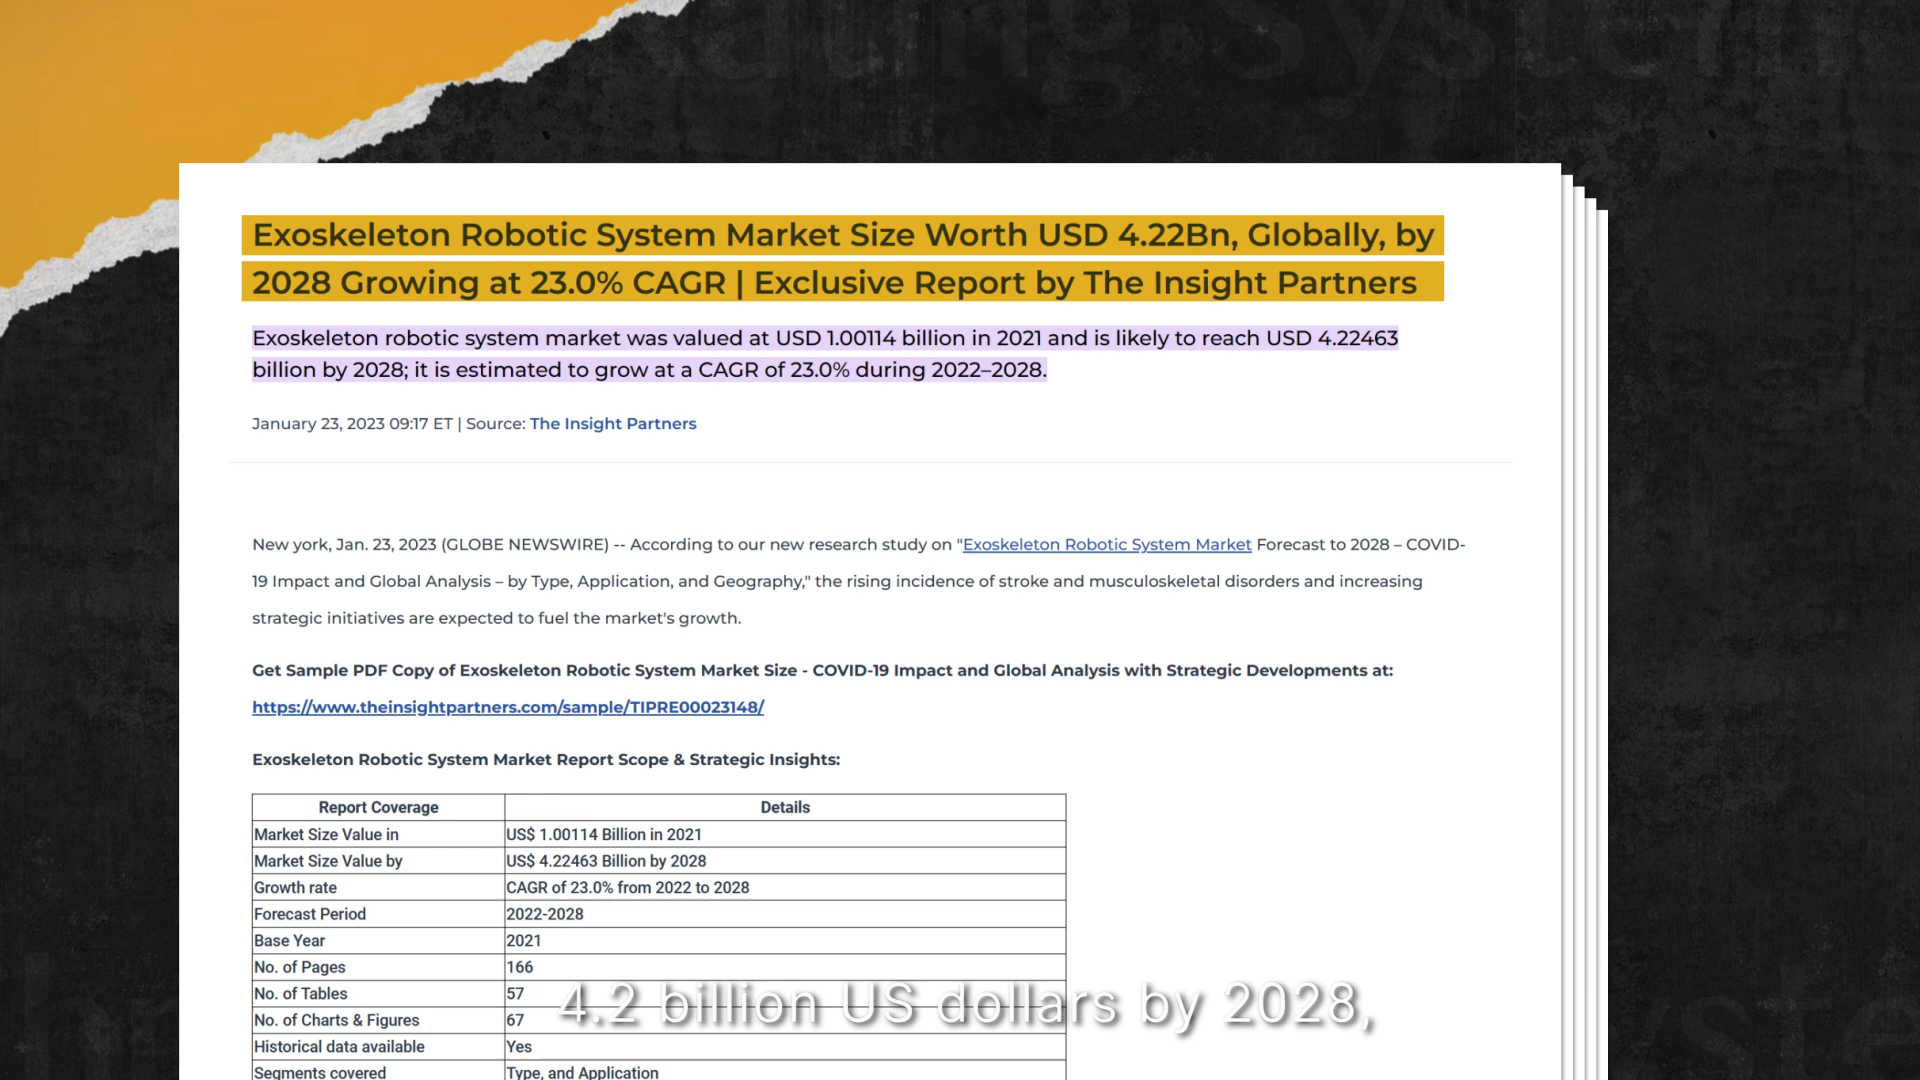 Exoskeleton Robotic System Market Size Worth USD 4.22Bn, Globally, by
2028 Growing at 23.0% CAGR | Exclusive Report by The Insight Partners
Exoskeleton robotic system market was valued at USD 1.00114 billion in 2021 and is likely to reach USD 4.22463
billion by 2028; it is estimated to grow at a CAGR of 23.0% during 2022–2028.
January 23, 2023 09:17 ET | Source: The Insight Partners
New york, Jan. 23, 2023 (GLOBE NEWSWIRE) -- According to our new research study on "Exoskeleton Robotic System Market Forecast to 2028 – COVID-
19 Impact and Global Analysis – by Type, Application, and Geography," the rising incidence of stroke and musculoskeletal disorders and increasing
strategic initiatives are expected to fuel the market's growth.
Get Sample PDF Copy of Exoskeleton Robotic System Market Size - COVID-19 Impact and Global Analysis with Strategic Developments at:
https://www.theinsightpartners.com/sample/TIPRE00023148/
Exoskeleton Robotic System Market Report Scope & Strategic Insights:
Report Coverage Details
Market Size Value in US$ 1.00114 Billion in 2021
Market Size Value by US$ 4.22463 Billion by 2028
Growth rate CAGR of 23.0% from 2022 to 2028
Forecast Period 2022-2028
Base Year 2021
No. of Pages 166
No. of Tables 57
No. of Charts & Figures 67
Historical data available Yes
Segments covered Type, and Application
4.2 billion US dollars by 2028,